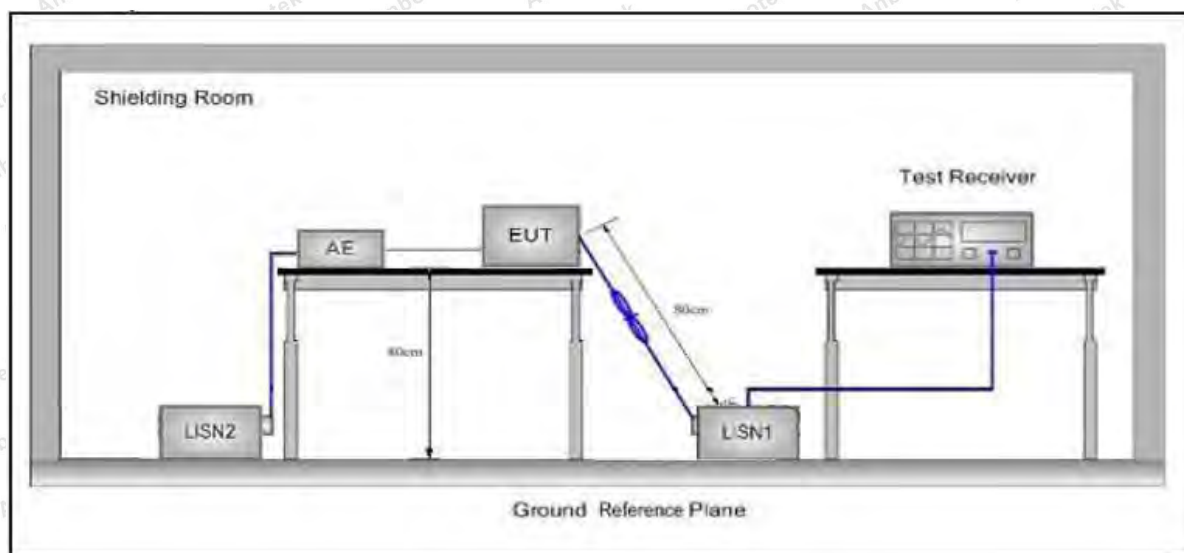 Shielding Room
Test Receiver
AE
EUT
80cm
80cm
LISN2
LISN1
Ground Reference Plane